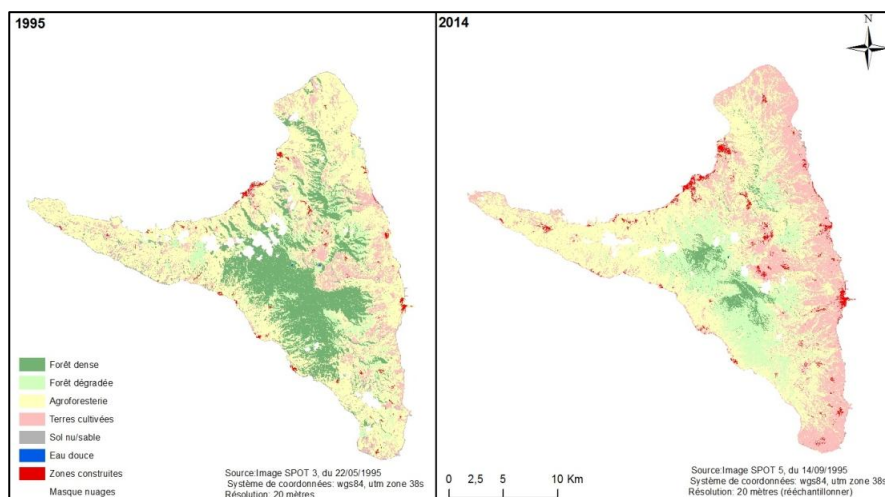 1995
2014
N
Forêt dense
Forêt dégradée
Agroforesterie
Terres cultivées
Sol nu/sable
Eau douce
Zones construites
Masque nuages
Source:Image SPOT 3, du 22/05/1995
Système de coordonées: wgs84, utm zone 38s
Résolution: 20 mètres
0 2,5 5 10 Km
Source:Image SPOT 5, du 14/09/1995
Système de coordonées: wgs84, utm zone 38s
Résolution: 20 mètres (rééchantillonner)